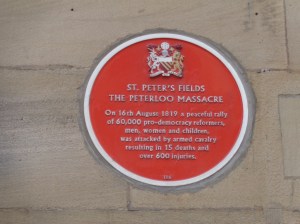 ST. PETER'S FIELDS
THE PETERLOO MASSACRE
On 16th August 1819 a peaceful rally
of 60,000 pro-democracy reformers,
men, women and children,
was attacked by armed cavalry
resulting in 15 deaths and
over 600 injuries.